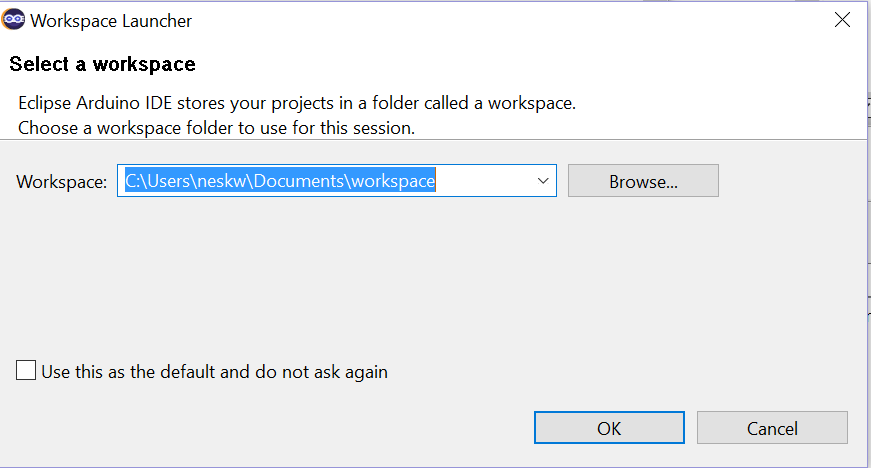 Workspace Launcher
Select a workspace
Eclipse Arduino IDE stores your projects in a folder called a workspace.
Choose a workspace folder to use for this session.
Workspace: C:\Users\neskw\Documents\workspace Browse...
Use this as the default and do not ask again
OK Cancel